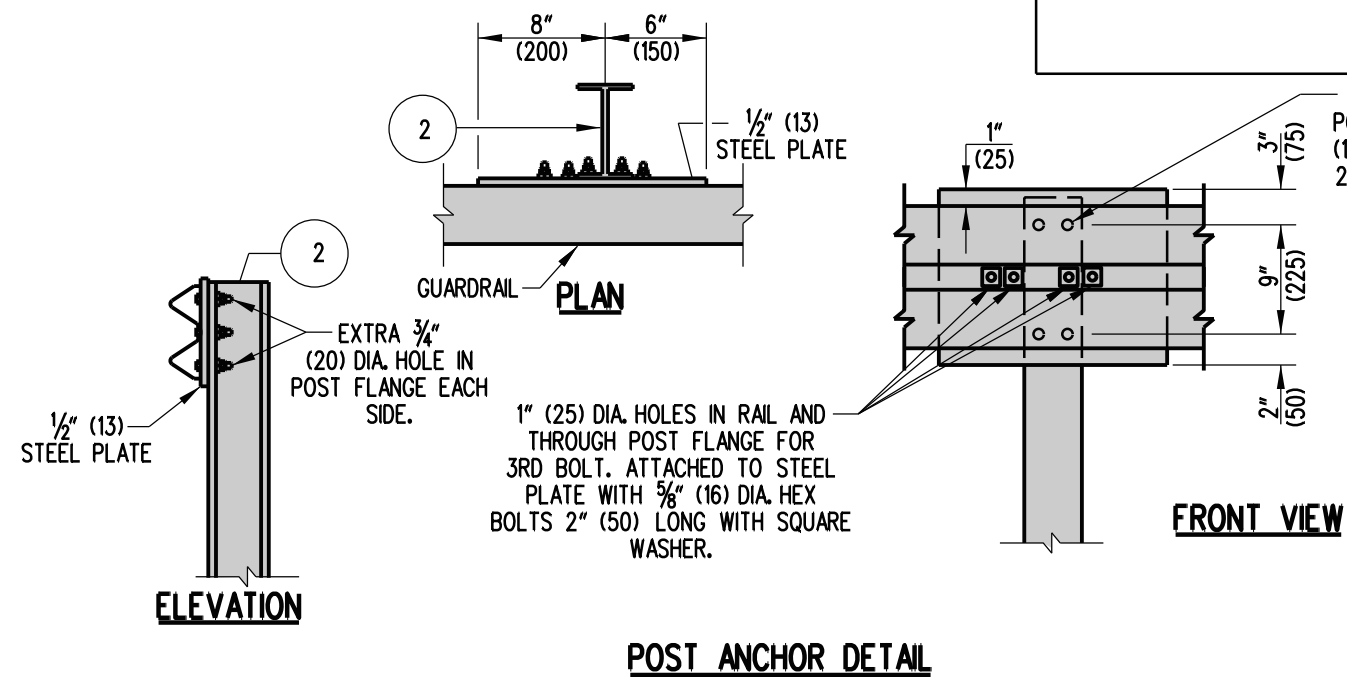 8"
(200)
6"
(150)
2
½" (13)
STEEL PLATE
GUARDRAIL
PLAN
2
EXTRA ¾"
(20) DIA. HOLE IN
POST FLANGE EACH
SIDE.
½" (13)
STEEL PLATE
ELEVATION
1"
(25)
3"
(75)
9"
(225)
2"
(50)
1" (25) DIA. HOLES IN RAIL AND
THROUGH POST FLANGE FOR
3RD BOLT. ATTACHED TO STEEL
PLATE WITH ⅝" (16) DIA. HEX
BOLTS 2" (50) LONG WITH SQUARE
WASHER.
FRONT VIEW
POST ANCHOR DETAIL